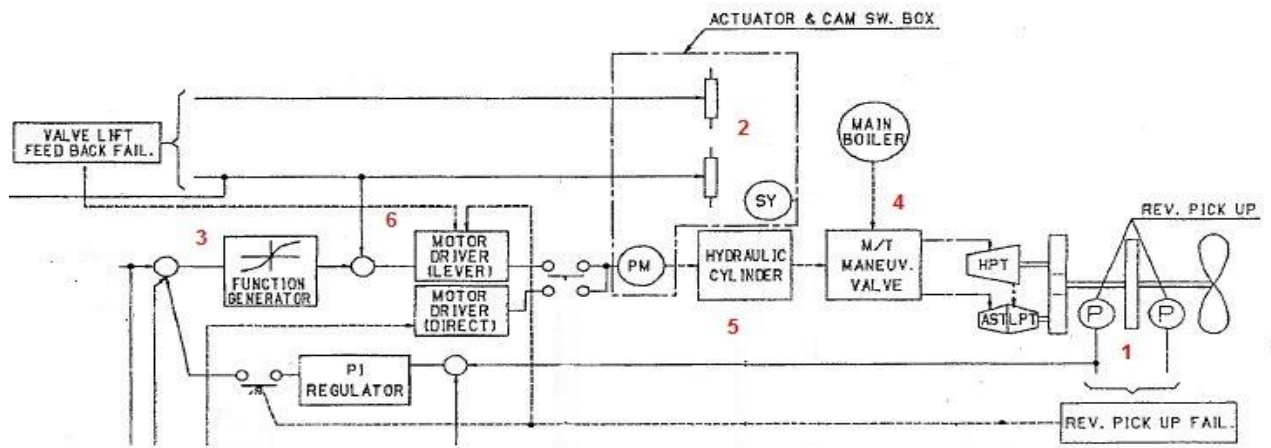 ACTUATOR & CAM SW. BOX
2
VALVE LIFT
FEED BACK FAIL.
MAIN
BOILER
SY
4
REV. PICK UP
3
6
FUNCTION
GENERATOR
MOTOR
DRIVER
(LEVER)
PM
HYDRAULIC
CYLINDER
M/T
MANEUV.
VALVE
HPT
MOTOR
DRIVER
(DIRECT)
5
AST
LPT
P
P
1
PI
REGULATOR
REV. PICK UP FAIL.